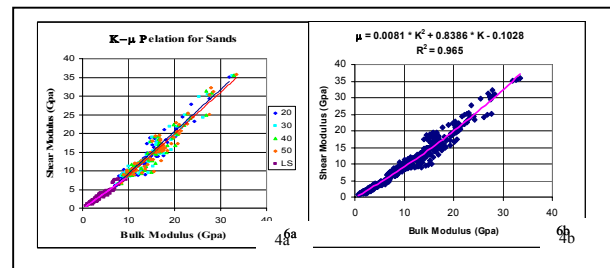 K–μ Pelation for Sands
Shear Modulus (Gpa)
40
35
30
25
20
15
10
5
0
0 10 20 30 40
20
30
40
50
LS
Bulk Modulus (Gpa)
6a
4a
μ = 0.0081 * K² + 0.8386 * K - 0.1028
R² = 0.965
Shear Modulus (Gpa)
40
35
30
25
20
15
10
5
0
0 10 20 30 40
Bulk Modulus (Gpa)
6b
4b